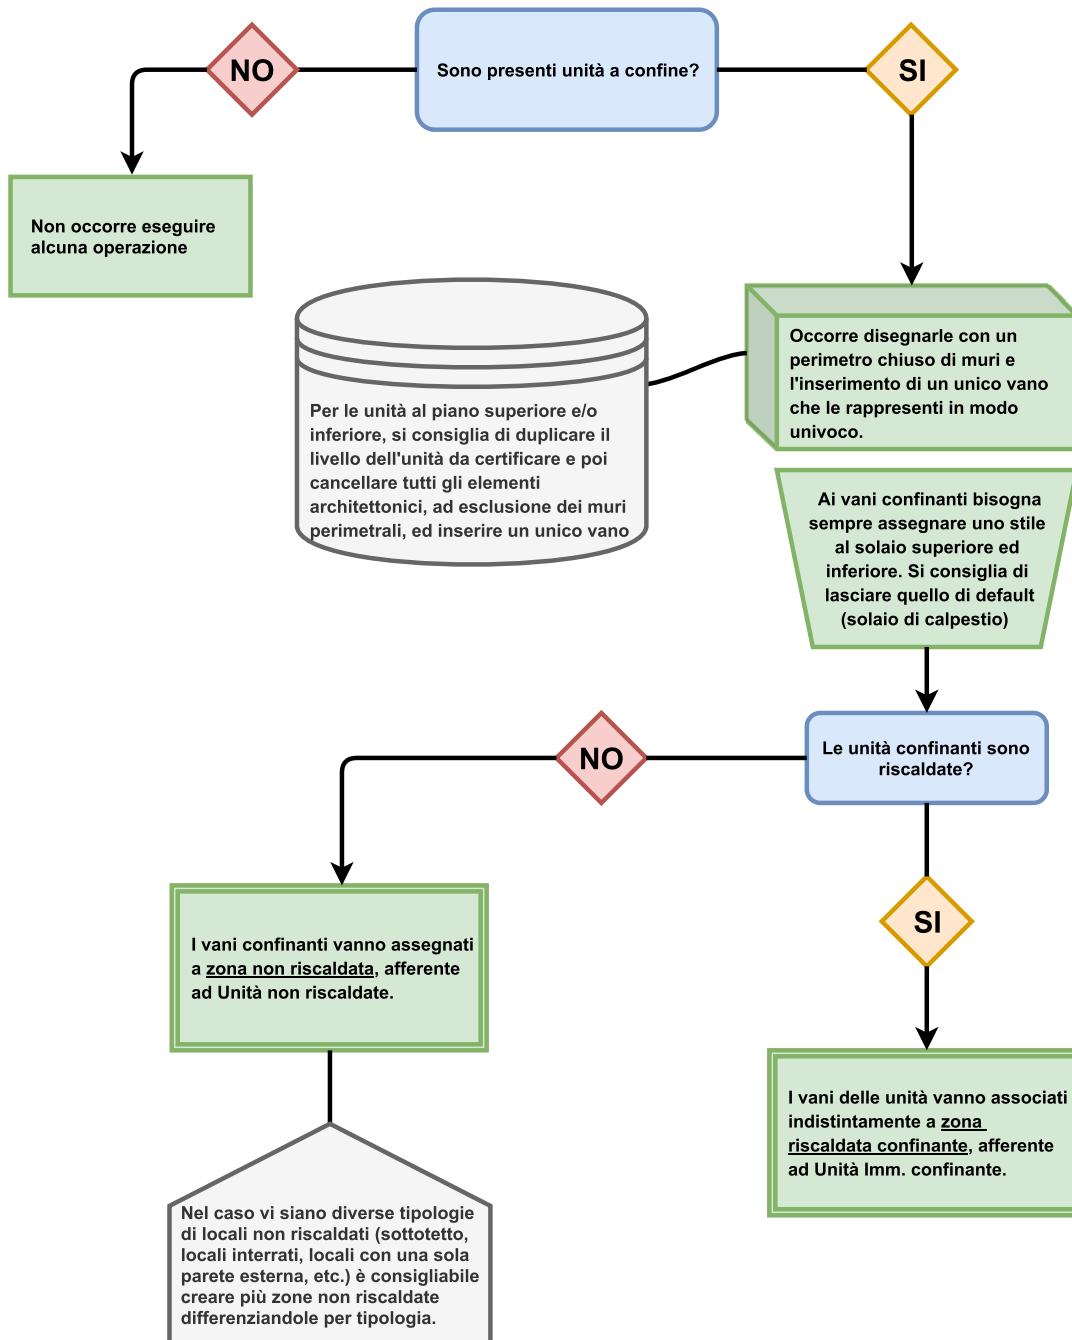 Sono presenti unità a confine?
NO
SI
Non occorre eseguire
alcuna operazione
Occorre disegnarle con un
perimetro chiuso di muri e
l'inserimento di un unico vano
che le rappresenti in modo
univoco.
Per le unità al piano superiore e/o
inferiore, si consiglia di duplicare il
livello dell'unità da certificare e poi
cancellare tutti gli elementi
architettonici, ad esclusione dei muri
perimetrali, ed inserire un unico vano
Ai vani confinanti bisogna
sempre assegnare uno stile
al solaio superiore ed
inferiore. Si consiglia di
lasciare quello di default
(solaio di calpestio)
Le unità confinanti sono
riscaldate?
NO
SI
I vani confinanti vanno assegnati
a zona non riscaldata, afferente
ad Unità non riscaldate.
I vani delle unità vanno associati
indistintamente a zona
riscaldata confinante, afferente
ad Unità Imm. confinante.
Nel caso vi siano diverse tipologie
di locali non riscaldati (sottotetto,
locali interrati, locali con una sola
parete esterna, etc.) è consigliabile
creare più zone non riscaldate
differenziandole per tipologia.